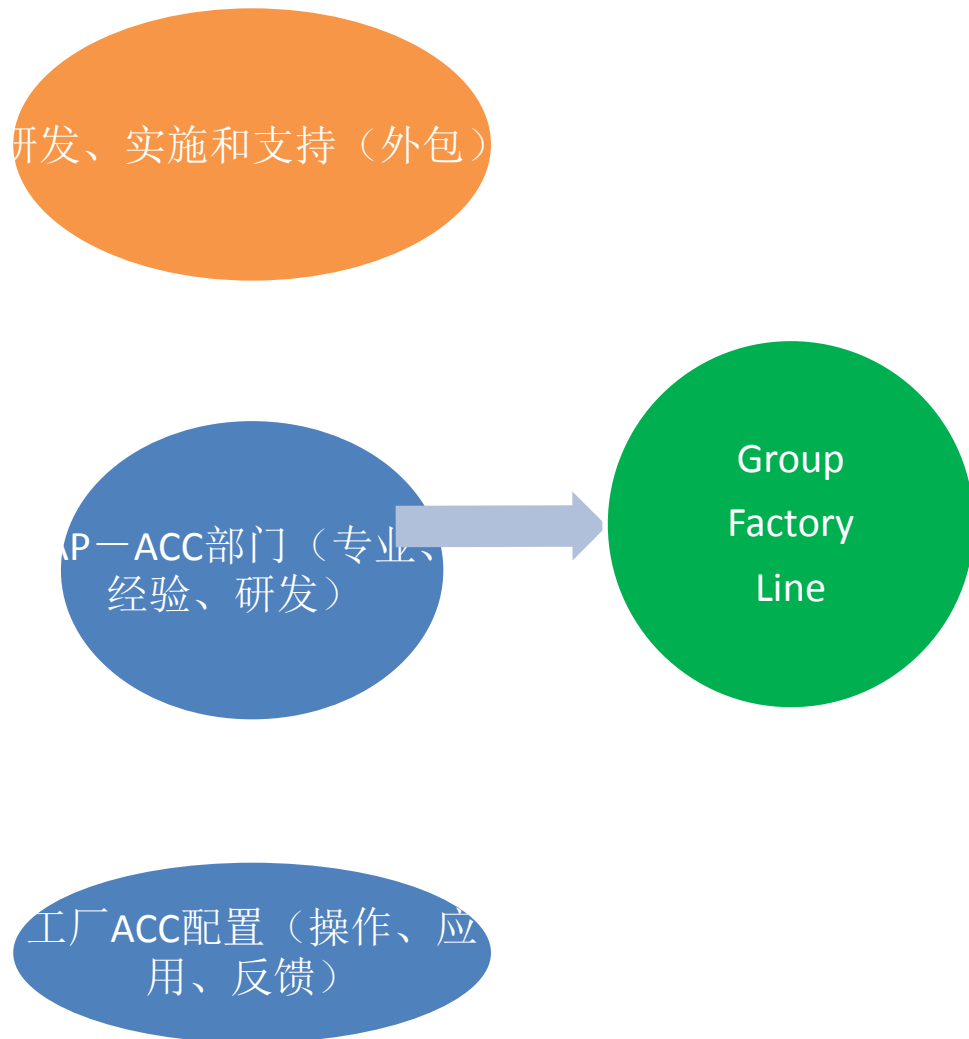 研发、实施和支持（外包）
AP－ACC部门（专业、
经验、研发）
Group
Factory
Line
工厂ACC配置（操作、应
用、反馈）